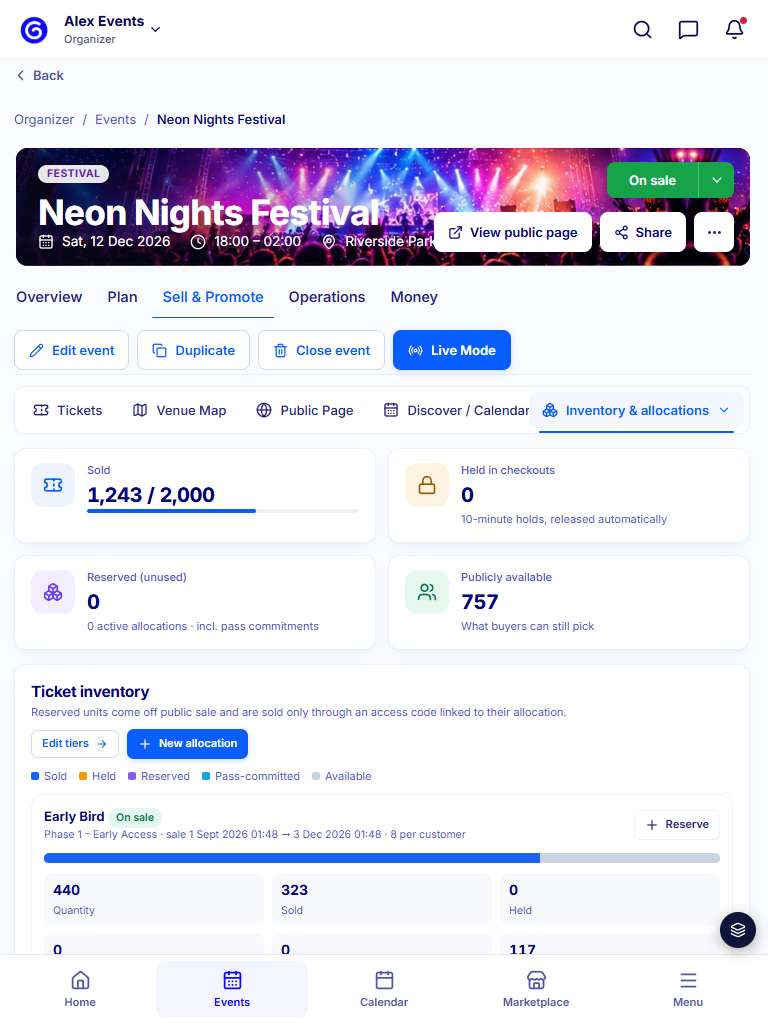 Alex Events
Organizer
Back
Organizer / Events / Neon Nights Festival
FESTIVAL
On sale
Neon Nights Festival
Sat, 12 Dec 2026 18:00 – 02:00 Riverside Park
View public page
Share
Overview Plan Sell & Promote Operations Money
Edit event Duplicate Close event Live Mode
Tickets Venue Map Public Page Discover / Calendar Inventory & allocations
Sold
1,243 / 2,000
Held in checkouts
0
10-minute holds, released automatically
Reserved (unused)
0
0 active allocations · incl. pass commitments
Publicly available
757
What buyers can still pick
Ticket inventory
Reserved units come off public sale and are sold only through an access code linked to their allocation.
Edit tiers → + New allocation
Sold Held Reserved Pass-committed Available
Early Bird On sale
Phase 1 – Early Access · sale 1 Sept 2026 01:48 → 3 Dec 2026 01:48 · 8 per customer
+ Reserve
440 323 0
Quantity Sold Held
0 0 117
Home Events Calendar Marketplace Menu